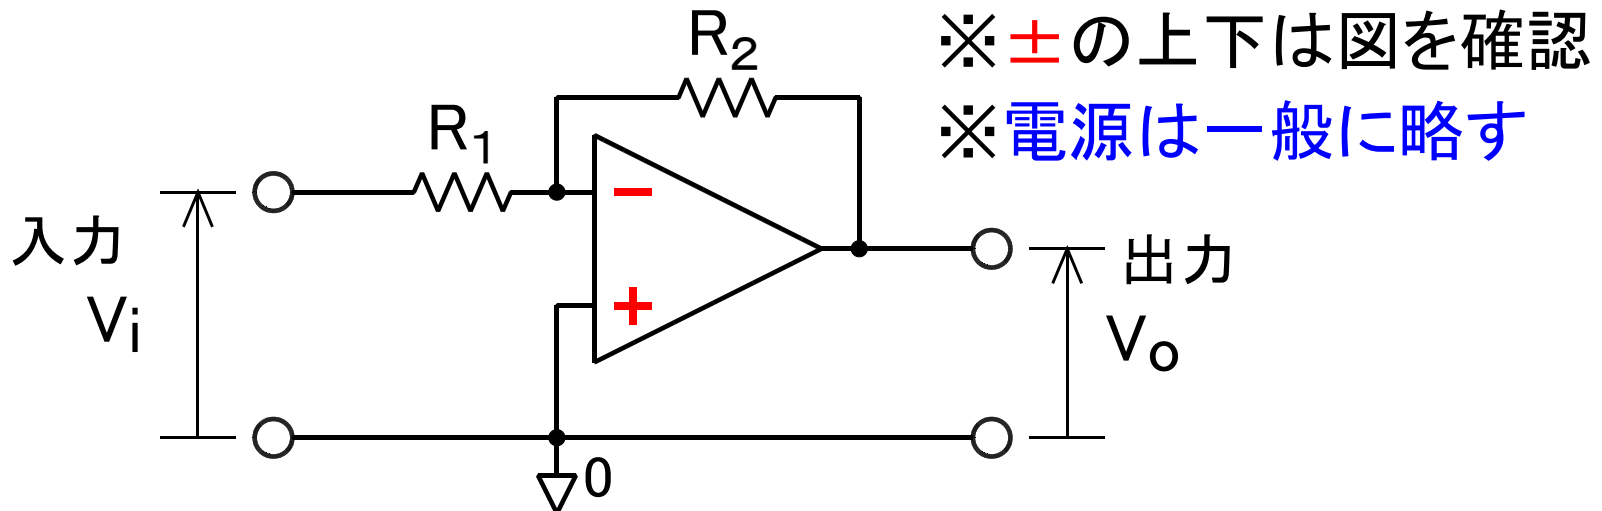 ※±の上下は図を確認
※電源は一般に略す
R2
R1
−
+
入力
Vi
出力
Vo
0